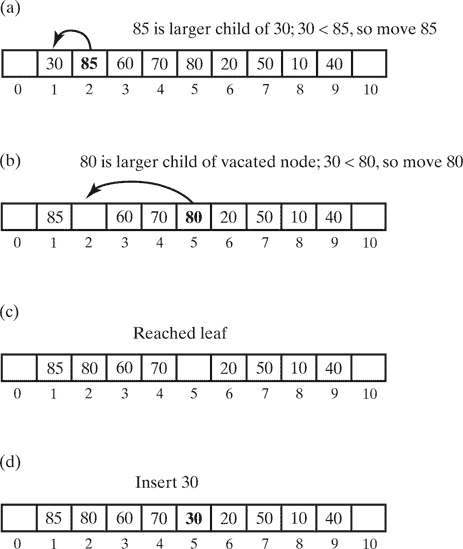 (a)
85 is larger child of 30; 30 < 85, so move 85
30 85 60 70 80 20 50 10 40
0 1 2 3 4 5 6 7 8 9 10
(b)
80 is larger child of vacated node; 30 < 80, so move 80
85 60 70 80 20 50 10 40
0 1 2 3 4 5 6 7 8 9 10
(c)
Reached leaf
85 80 60 70 20 50 10 40
0 1 2 3 4 5 6 7 8 9 10
(d)
Insert 30
85 80 60 70 30 20 50 10 40
0 1 2 3 4 5 6 7 8 9 10